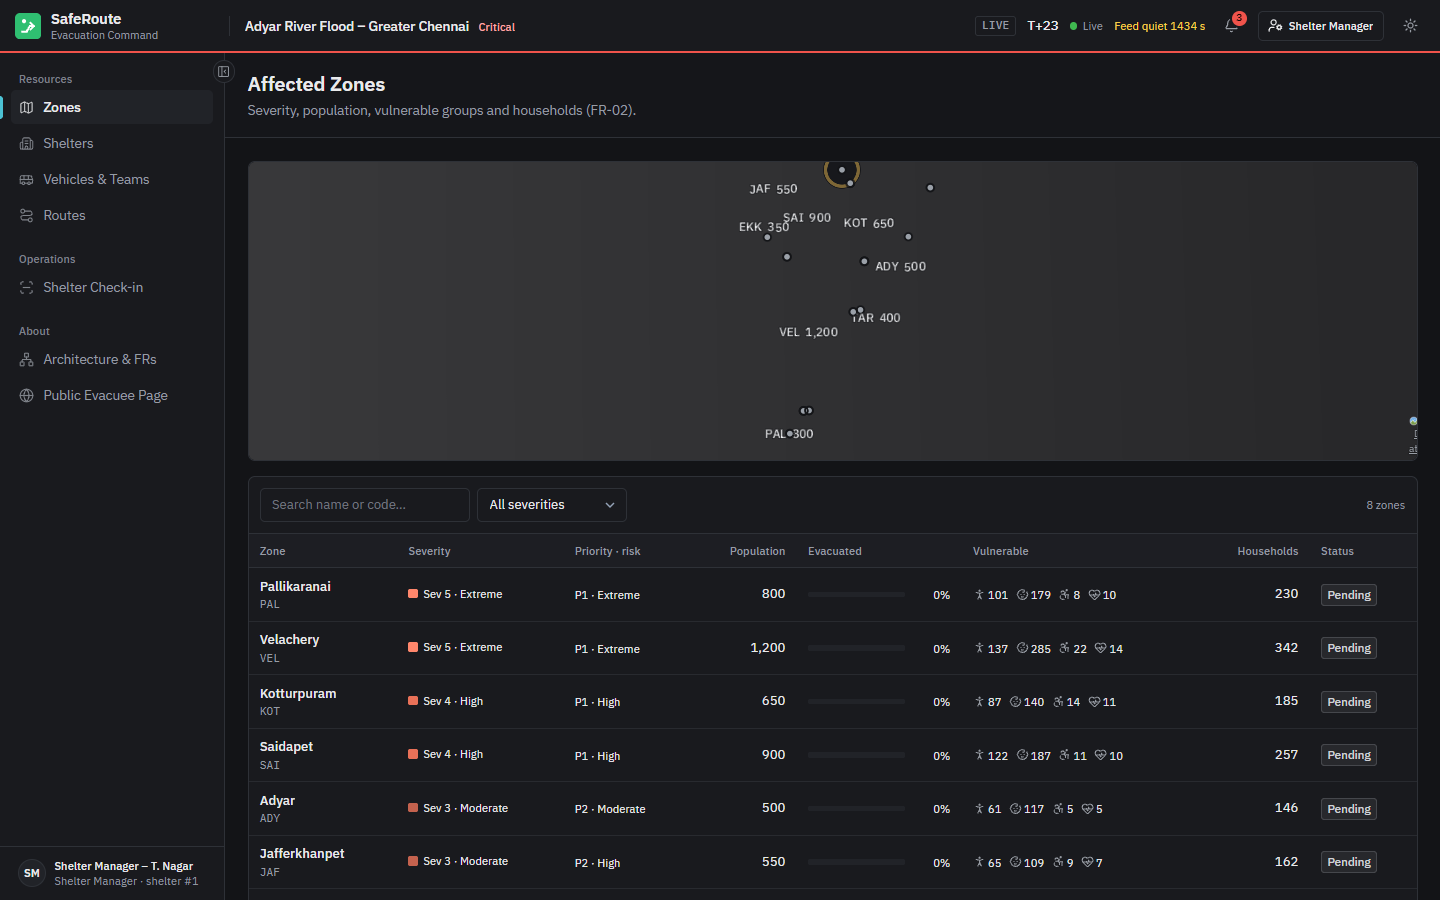 SafeRoute
Evacuation Command
Adyar River Flood – Greater Chennai Critical
LIVE T+23 Live Feed quiet 1434 s 3 Shelter Manager
Resources
Zones
Shelters
Vehicles & Teams
Routes
Operations
Shelter Check-in
About
Architecture & FRs
Public Evacuee Page
SM
Shelter Manager – T. Nagar
Shelter Manager · shelter #1
Affected Zones
Severity, population, vulnerable groups and households (FR-02).
JAF 550
SAI 900
EKK 350
KOT 650
ADY 500
TAR 400
VEL 1,200
PAL 300
Search name or code...
All severities
8 zones
Zone Severity Priority · risk Population Evacuated Vulnerable Households Status
Pallikaranai
PAL
Sev 5 · Extreme P1 · Extreme 800 0% 101 179 8 10 230 Pending
Velachery
VEL
Sev 5 · Extreme P1 · Extreme 1,200 0% 137 285 22 14 342 Pending
Kotturpuram
KOT
Sev 4 · High P1 · High 650 0% 87 140 14 11 185 Pending
Saidapet
SAI
Sev 4 · High P1 · High 900 0% 122 187 11 10 257 Pending
Adyar
ADY
Sev 3 · Moderate P2 · Moderate 500 0% 61 117 5 5 146 Pending
Jafferkhanpet
JAF
Sev 3 · Moderate P2 · High 550 0% 65 109 9 7 162 Pending